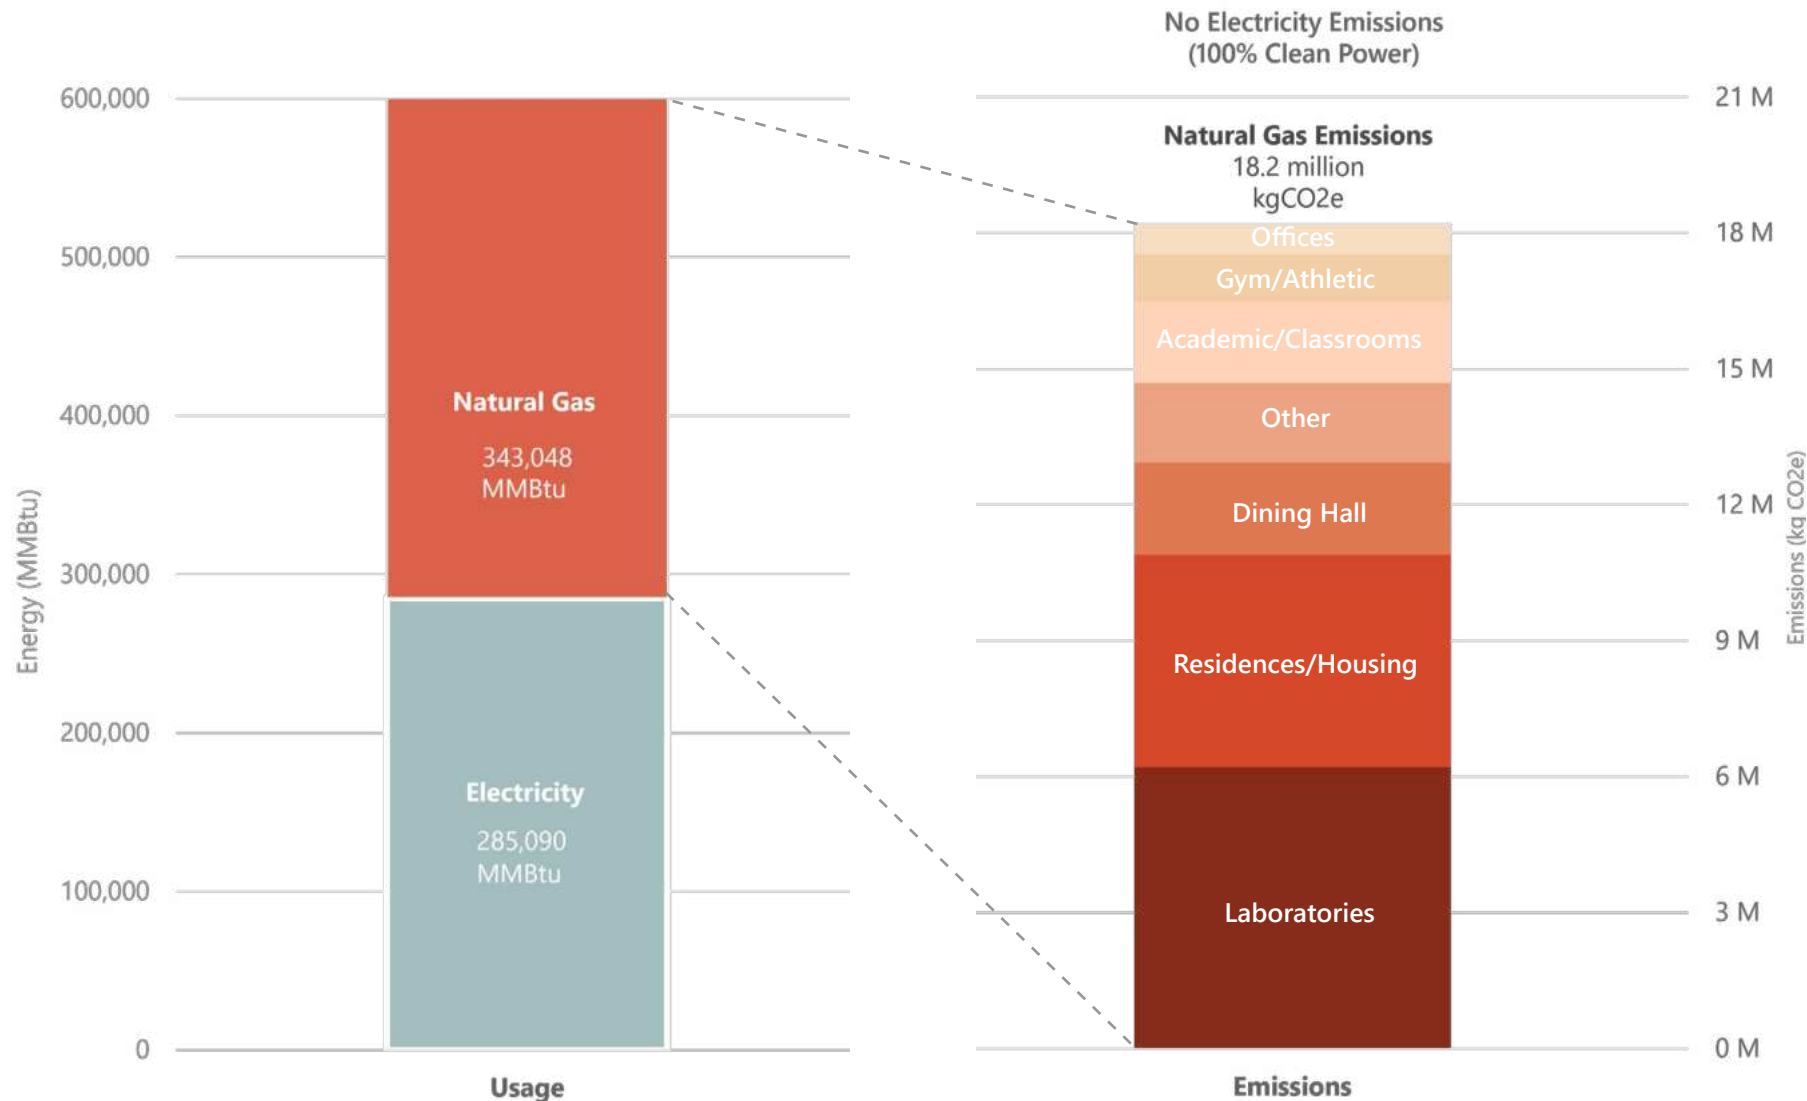 600,000
500,000
400,000
300,000
200,000
100,000
0
Energy (MMBtu)
Natural Gas
343,048
MMBtu
Electricity
285,090
MMBtu
Usage
No Electricity Emissions
(100% Clean Power)
Natural Gas Emissions
18.2 million
kgCO2e
Offices
Gym/Athletic
Academic/Classrooms
Other
Dining Hall
Residences/Housing
Laboratories
Emissions
21 M
18 M
15 M
12 M
9 M
6 M
3 M
0 M
Emissions (kg CO2e)